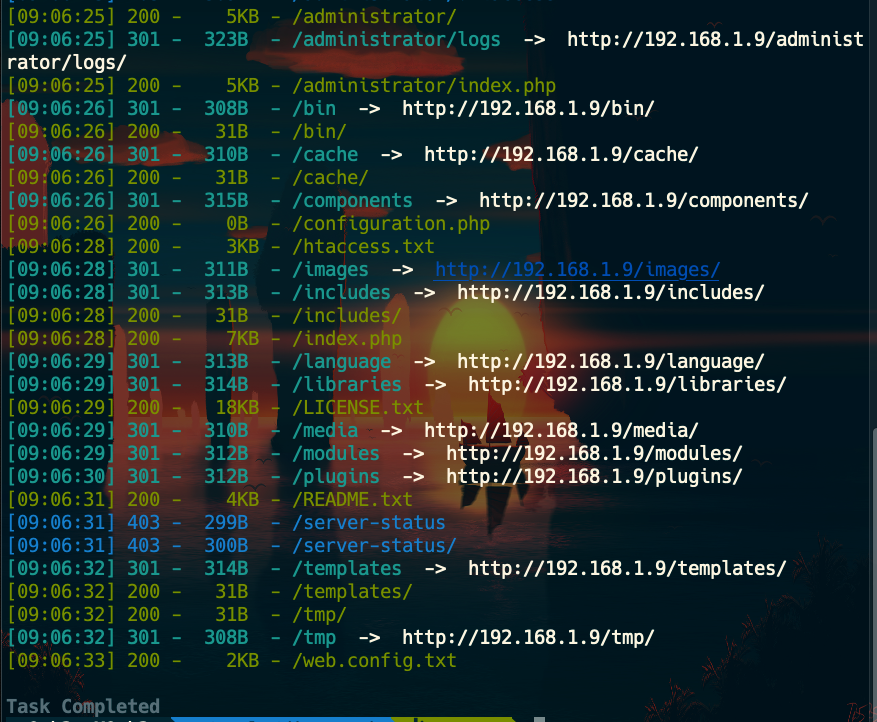 [09:06:25] 200 -    5KB - /administrator/
[09:06:25] 301 -  323B  - /administrator/logs  ->  http://192.168.1.9/administ
rator/logs/
[09:06:25] 200 -    5KB - /administrator/index.php
[09:06:26] 301 -  308B  - /bin  ->  http://192.168.1.9/bin/
[09:06:26] 200 -   31B  - /bin/
[09:06:26] 301 -  310B  - /cache  ->  http://192.168.1.9/cache/
[09:06:26] 200 -   31B  - /cache/
[09:06:26] 301 -  315B  - /components  ->  http://192.168.1.9/components/
[09:06:26] 200 -    0B  - /configuration.php
[09:06:28] 200 -    3KB - /htaccess.txt
[09:06:28] 301 -  311B  - /images  ->  http://192.168.1.9/images/
[09:06:28] 301 -  313B  - /includes  ->  http://192.168.1.9/includes/
[09:06:28] 200 -   31B  - /includes/
[09:06:28] 200 -    7KB - /index.php
[09:06:29] 301 -  313B  - /language  ->  http://192.168.1.9/language/
[09:06:29] 301 -  314B  - /libraries  ->  http://192.168.1.9/libraries/
[09:06:29] 200 -   18KB - /LICENSE.txt
[09:06:29] 301 -  310B  - /media  ->  http://192.168.1.9/media/
[09:06:29] 301 -  312B  - /modules  ->  http://192.168.1.9/modules/
[09:06:30] 301 -  312B  - /plugins  ->  http://192.168.1.9/plugins/
[09:06:31] 200 -    4KB - /README.txt
[09:06:31] 403 -  299B  - /server-status
[09:06:31] 403 -  300B  - /server-status/
[09:06:32] 301 -  314B  - /templates  ->  http://192.168.1.9/templates/
[09:06:32] 200 -   31B  - /templates/
[09:06:32] 200 -   31B  - /tmp/
[09:06:32] 301 -  308B  - /tmp  ->  http://192.168.1.9/tmp/
[09:06:33] 200 -    2KB - /web.config.txt
Task Completed